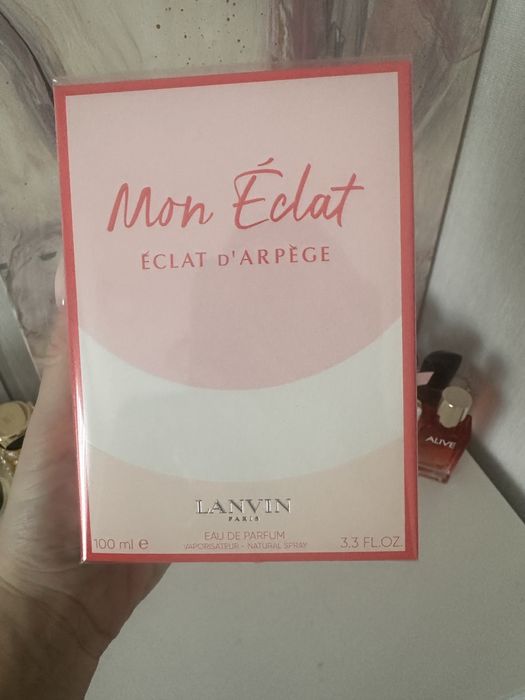 Mon Éclat
ÉCLAT D'ARPÈGE
LANVIN
PARIS
EAU DE PARFUM
VAPORISATEUR - NATURAL SPRAY
100 ml e
3.3 FL.OZ.
ALIVE